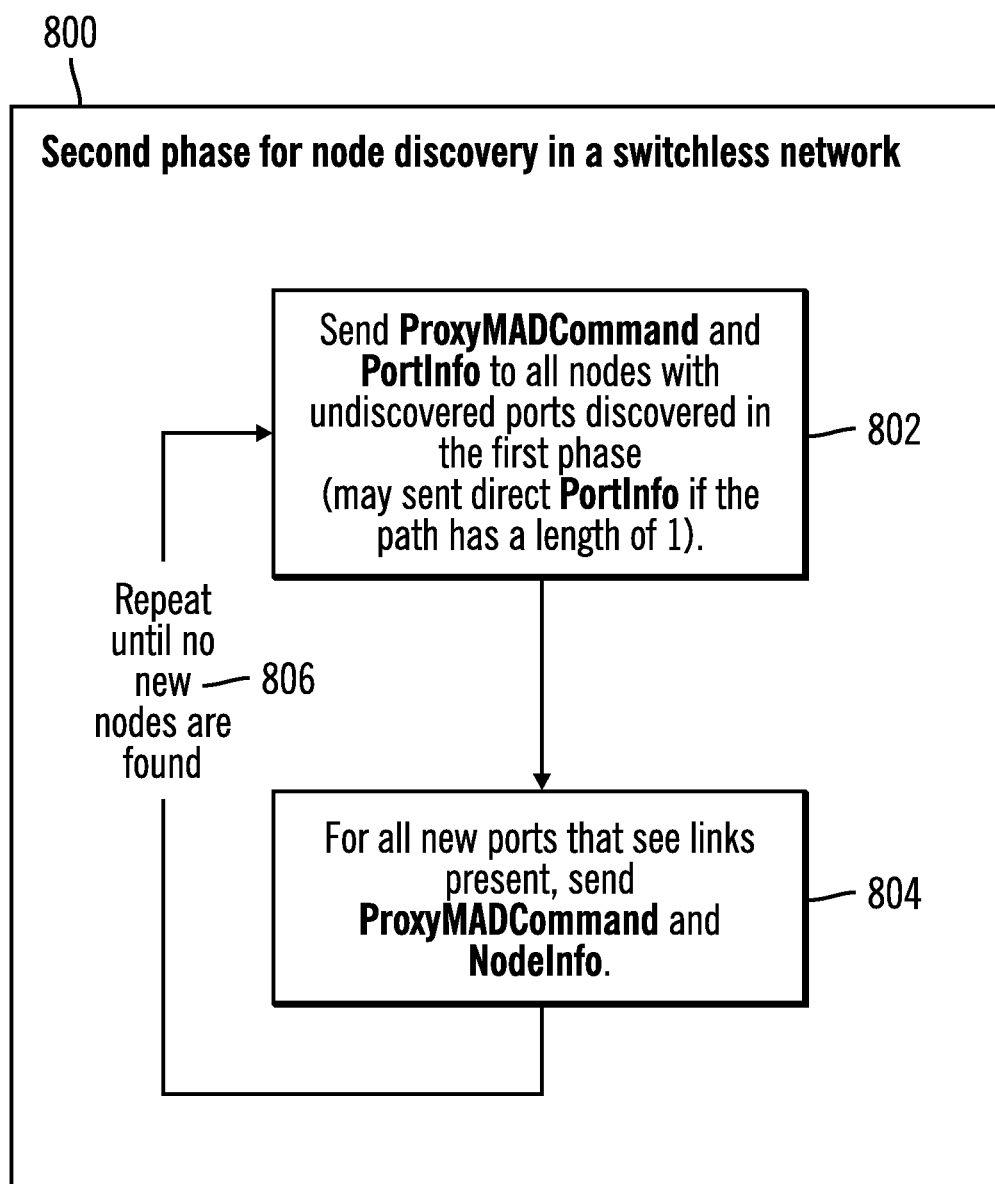 800
Second phase for node discovery in a switchless network
Send ProxyMADCommand and
PortInfo to all nodes with
undiscovered ports discovered in
the first phase
(may sent direct PortInfo if the
path has a length of 1).
802
Repeat
until no
new
nodes are
found
806
For all new ports that see links
present, send
ProxyMADCommand and
NodeInfo.
804